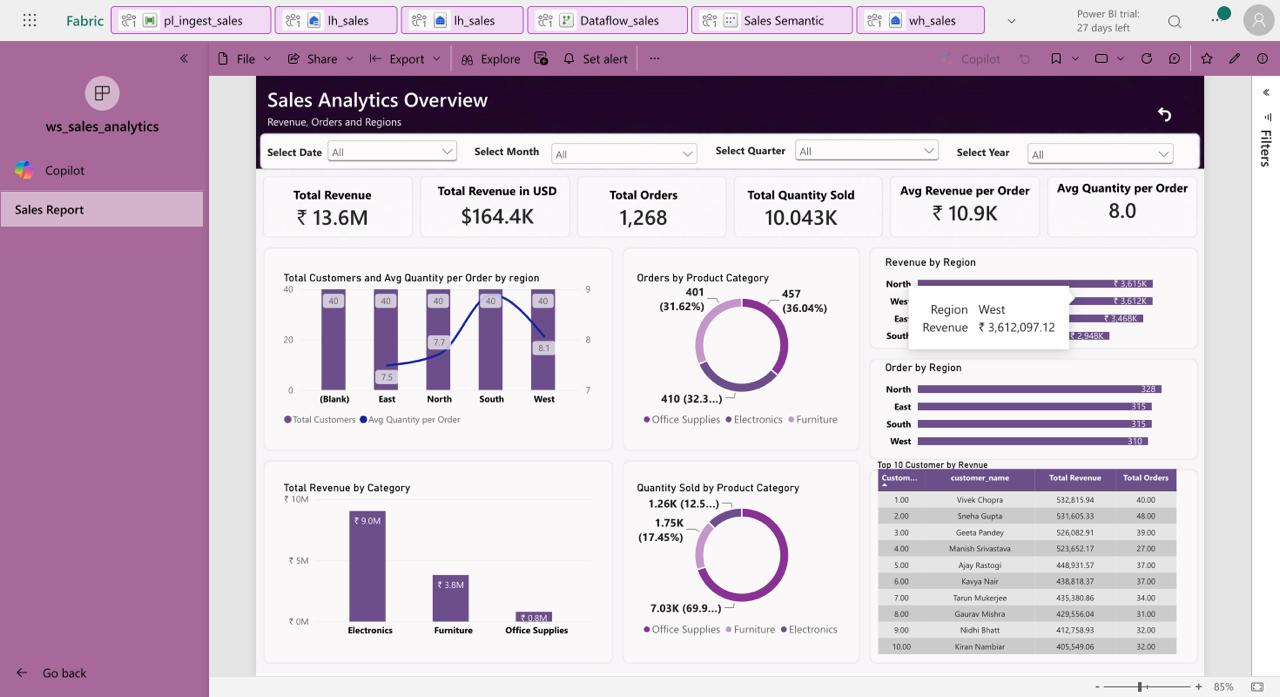 Fabric
pl_ingest_sales
lh_sales
lh_sales
Dataflow_sales
Sales Semantic
wh_sales
Power BI trial:
27 days left
File
Share
Export
Explore
Set alert
Copilot
ws_sales_analytics
Copilot
Sales Report
Go back
Sales Analytics Overview
Revenue, Orders and Regions
Select Date All
Select Month All
Select Quarter All
Select Year All
Filters
Total Revenue
₹ 13.6M
Total Revenue in USD
$164.4K
Total Orders
1,268
Total Quantity Sold
10.043K
Avg Revenue per Order
₹ 10.9K
Avg Quantity per Order
8.0
Total Customers and Avg Quantity per Order by region
40 9
40 40 40 40 40
20 8
7.5 7.7 8.1
0 7
(Blank) East North South West
Total Customers Avg Quantity per Order
Orders by Product Category
401
(31.62%)
457
(36.04%)
410 (32.3...)
Office Supplies Electronics Furniture
Revenue by Region
North ₹ 3,615K
West ₹ 3,612K
East ₹ 3,468K
South ₹ 2,948K
Region West
Revenue ₹ 3,612,097.12
Order by Region
North 328
East 315
South 315
West 310
Total Revenue by Category
₹ 10M
₹ 9.0M
₹ 5M
₹ 3.8M
₹ 0.8M
₹ 0M
Electronics Furniture Office Supplies
Quantity Sold by Product Category
1.26K (12.5...)
1.75K
(17.45%)
7.03K (69.9...)
Office Supplies Furniture Electronics
Top 10 Customer by Revnue
Custom... customer_name Total Revenue Total Orders
1.00 Vivek Chopra 532,815.94 40.00
2.00 Sneha Gupta 531,605.33 48.00
3.00 Geeta Pandey 526,082.91 39.00
4.00 Manish Srivastava 523,652.17 27.00
5.00 Ajay Rastogi 448,931.57 37.00
6.00 Kavya Nair 438,818.37 37.00
7.00 Tarun Mukerjee 435,380.86 34.00
8.00 Gaurav Mishra 429,556.04 31.00
9.00 Nidhi Bhatt 412,758.93 32.00
10.00 Kiran Nambiar 405,549.06 32.00
85%